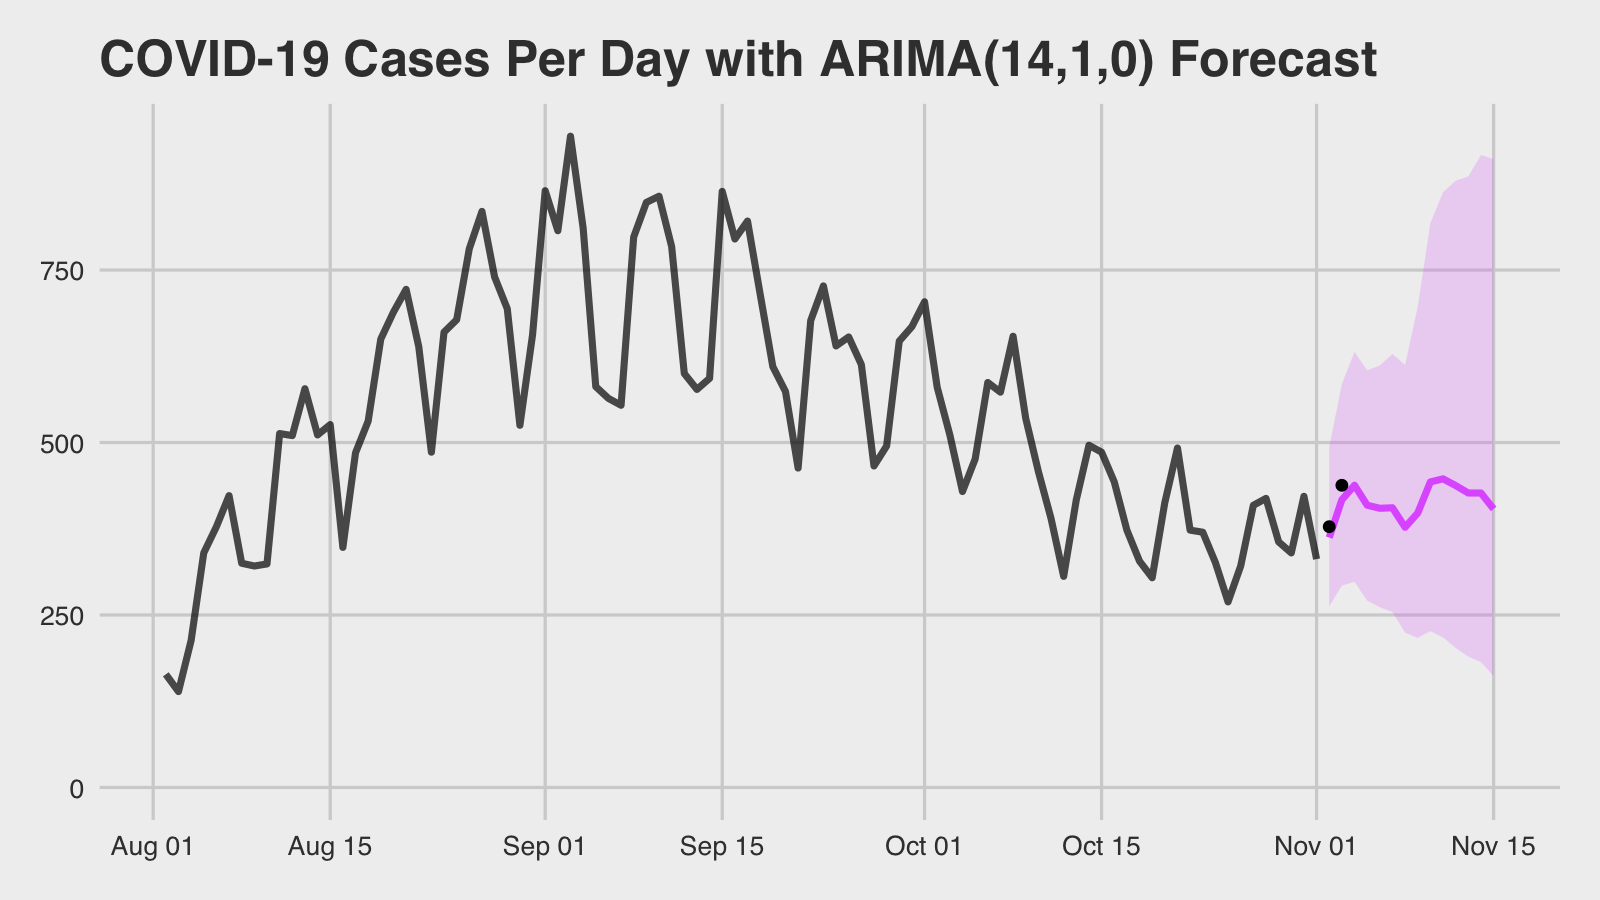 COVID-19 Cases Per Day with ARIMA(14,1,0) Forecast
750
500
250
0
Aug 01 Aug 15 Sep 01 Sep 15 Oct 01 Oct 15 Nov 01 Nov 15